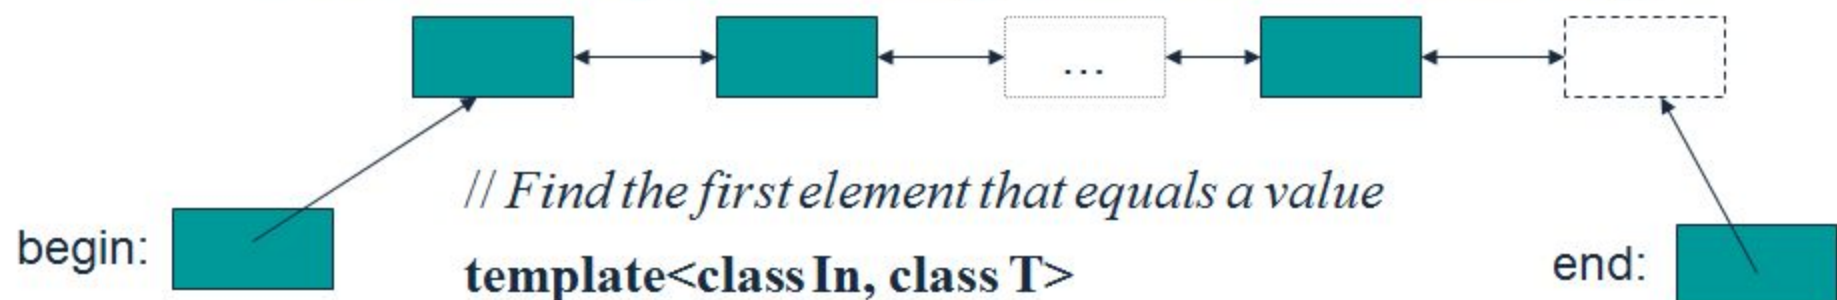 ...
// Find the first element that equals a value
begin:
end:
template<class In, class T>